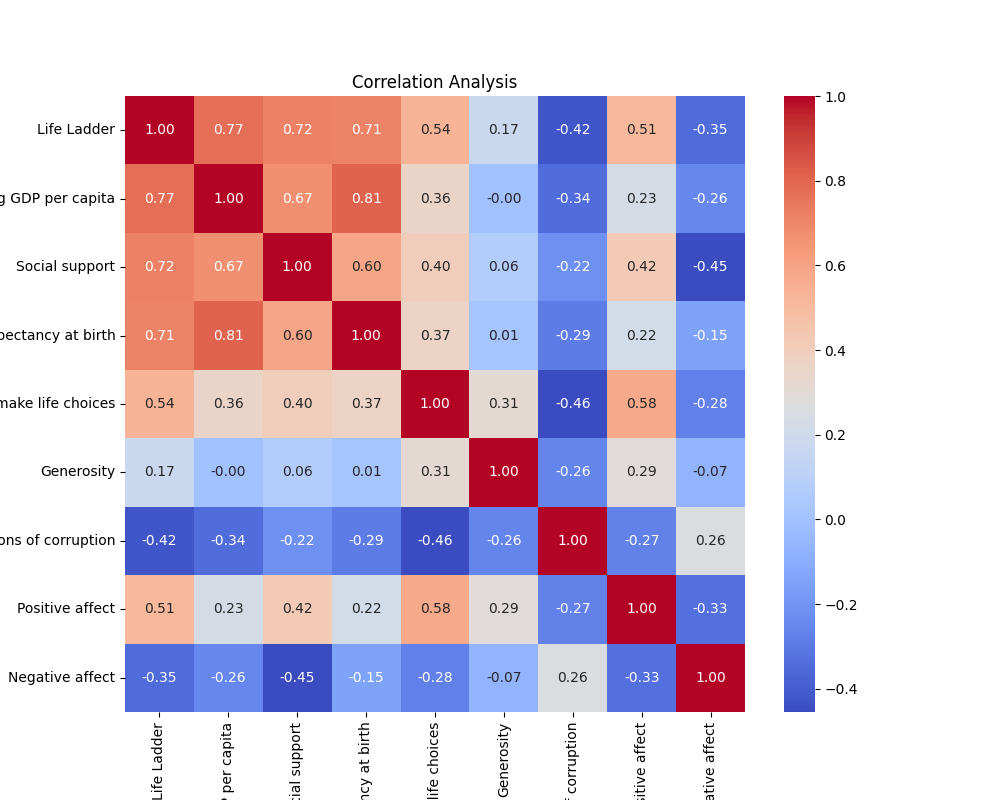 Correlation Analysis
Life Ladder 1.00 0.77 0.72 0.71 0.54 0.17 -0.42 0.51 -0.35
g GDP per capita 0.77 1.00 0.67 0.81 0.36 -0.00 -0.34 0.23 -0.26
Social support 0.72 0.67 1.00 0.60 0.40 0.06 -0.22 0.42 -0.45
pectancy at birth 0.71 0.81 0.60 1.00 0.37 0.01 -0.29 0.22 -0.15
make life choices 0.54 0.36 0.40 0.37 1.00 0.31 -0.46 0.58 -0.28
Generosity 0.17 -0.00 0.06 0.01 0.31 1.00 -0.26 0.29 -0.07
ons of corruption -0.42 -0.34 -0.22 -0.29 -0.46 -0.26 1.00 -0.27 0.26
Positive affect 0.51 0.23 0.42 0.22 0.58 0.29 -0.27 1.00 -0.33
Negative affect -0.35 -0.26 -0.45 -0.15 -0.28 -0.07 0.26 -0.33 1.00
Life Ladder
per capita
cial support
ncy at birth
life choices
Generosity
corruption
sitive affect
ative affect
1.0
0.8
0.6
0.4
0.2
0.0
−0.2
−0.4